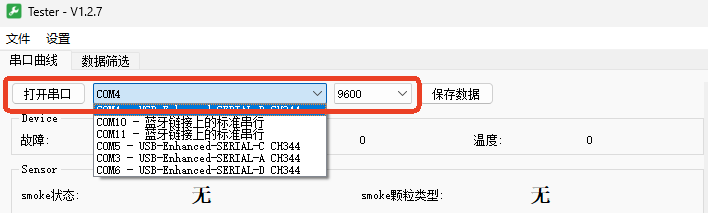 Tester - V1.2.7
文件 设置
串口曲线 数据筛选
打开串口 COM4 9600 保存数据
COM4 - USB-Enhanced-SERIAL-B CH344
Device
COM10 - 蓝牙链接上的标准串行
故障: COM11 - 蓝牙链接上的标准串行 0 温度: 0
COM5 - USB-Enhanced-SERIAL-C CH344
COM3 - USB-Enhanced-SERIAL-A CH344
Sensor
COM6 - USB-Enhanced-SERIAL-D CH344
smoke状态: 无 smoke颗粒类型: 无